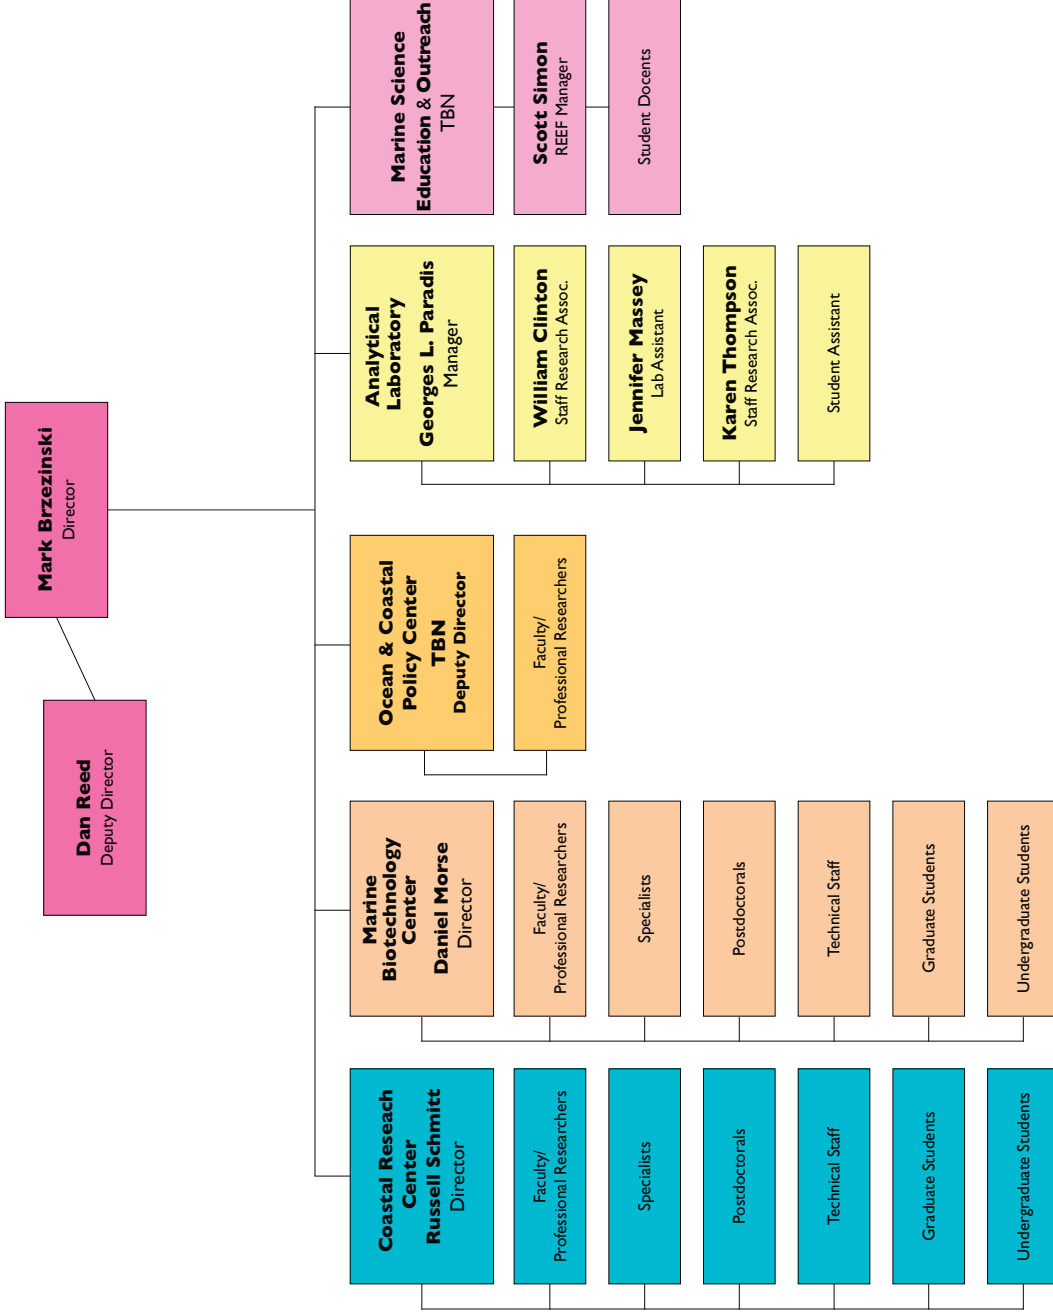 Mark Brzezinski
Director
Dan Reed
Deputy Director
Coastal Reseach
Center
Russell Schmitt
Director
Faculty/
Professional Researchers
Specialists
Postdoctorals
Technical Staff
Graduate Students
Undergraduate Students
Marine
Biotechnology
Center
Daniel Morse
Director
Faculty/
Professional Researchers
Specialists
Postdoctorals
Technical Staff
Graduate Students
Undergraduate Students
Ocean & Coastal
Policy Center
TBN
Deputy Director
Faculty/
Professional Researchers
Analytical
Laboratory
Georges L. Paradis
Manager
William Clinton
Staff Research Assoc.
Jennifer Massey
Lab Assistant
Karen Thompson
Staff Research Assoc.
Student Assistant
Marine Science
Education & Outreach
TBN
Scott Simon
REEF Manager
Student Docents